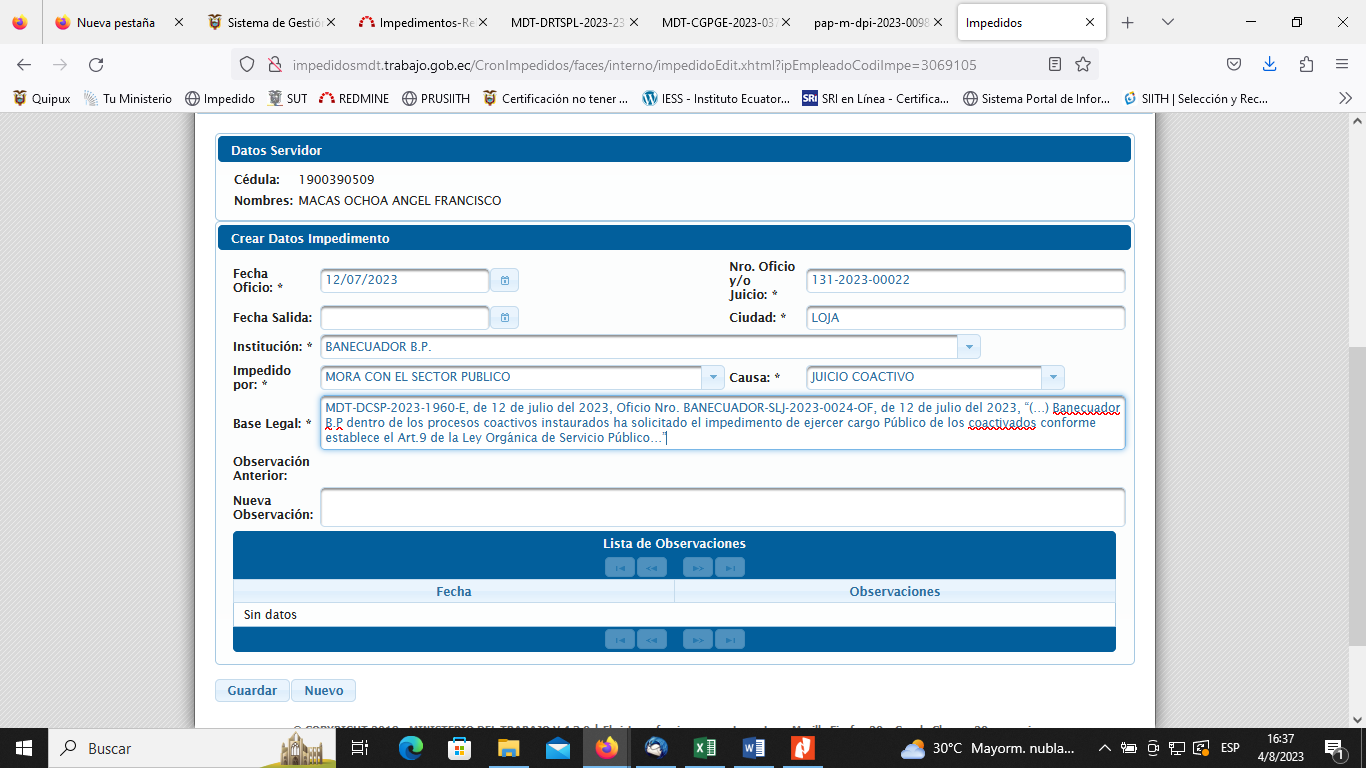 Nueva pestaña
Sistema de Gestión
Impedimentos-Re
MDT-DRTSPL-2023-23
MDT-CGPGE-2023-037
pap-m-dpi-2023-0098
Impedidos
impedidosmdt.trabajo.gob.ec/CronImpedidos/faces/interno/impedidoEdit.xhtml?ipEmpleadoCodiImpe=3069105
Quipux
Tu Ministerio
Impedido
SUT
REDMINE
PRUSIITH
Certificación no tener ...
IESS - Instituto Ecuator...
SRI en Línea - Certifica...
Sistema Portal de Infor...
SIITH | Selección y Rec...
Datos Servidor
Cédula: 1900390509
Nombres: MACAS OCHOA ANGEL FRANCISCO
Crear Datos Impedimento
Fecha Oficio: * 12/07/2023
Nro. Oficio y/o Juicio: * 131-2023-00022
Fecha Salida:
Ciudad: * LOJA
Institución: * BANECUADOR B.P.
Impedido por: * MORA CON EL SECTOR PUBLICO
Causa: * JUICIO COACTIVO
Base Legal: *
MDT-DCSP-2023-1960-E, de 12 de julio del 2023, Oficio Nro. BANECUADOR-SLJ-2023-0024-OF, de 12 de julio del 2023, “(...) Banecuador
B.P dentro de los procesos coactivos instaurados ha solicitado el impedimento de ejercer cargo Público de los coactivados conforme
establece el Art.9 de la Ley Orgánica de Servicio Público...”
Observación Anterior:
Nueva Observación:
Lista de Observaciones
Fecha
Observaciones
Sin datos
Guardar
Nuevo
Buscar
30°C Mayorm. nubla...
ESP
16:37
4/8/2023
1